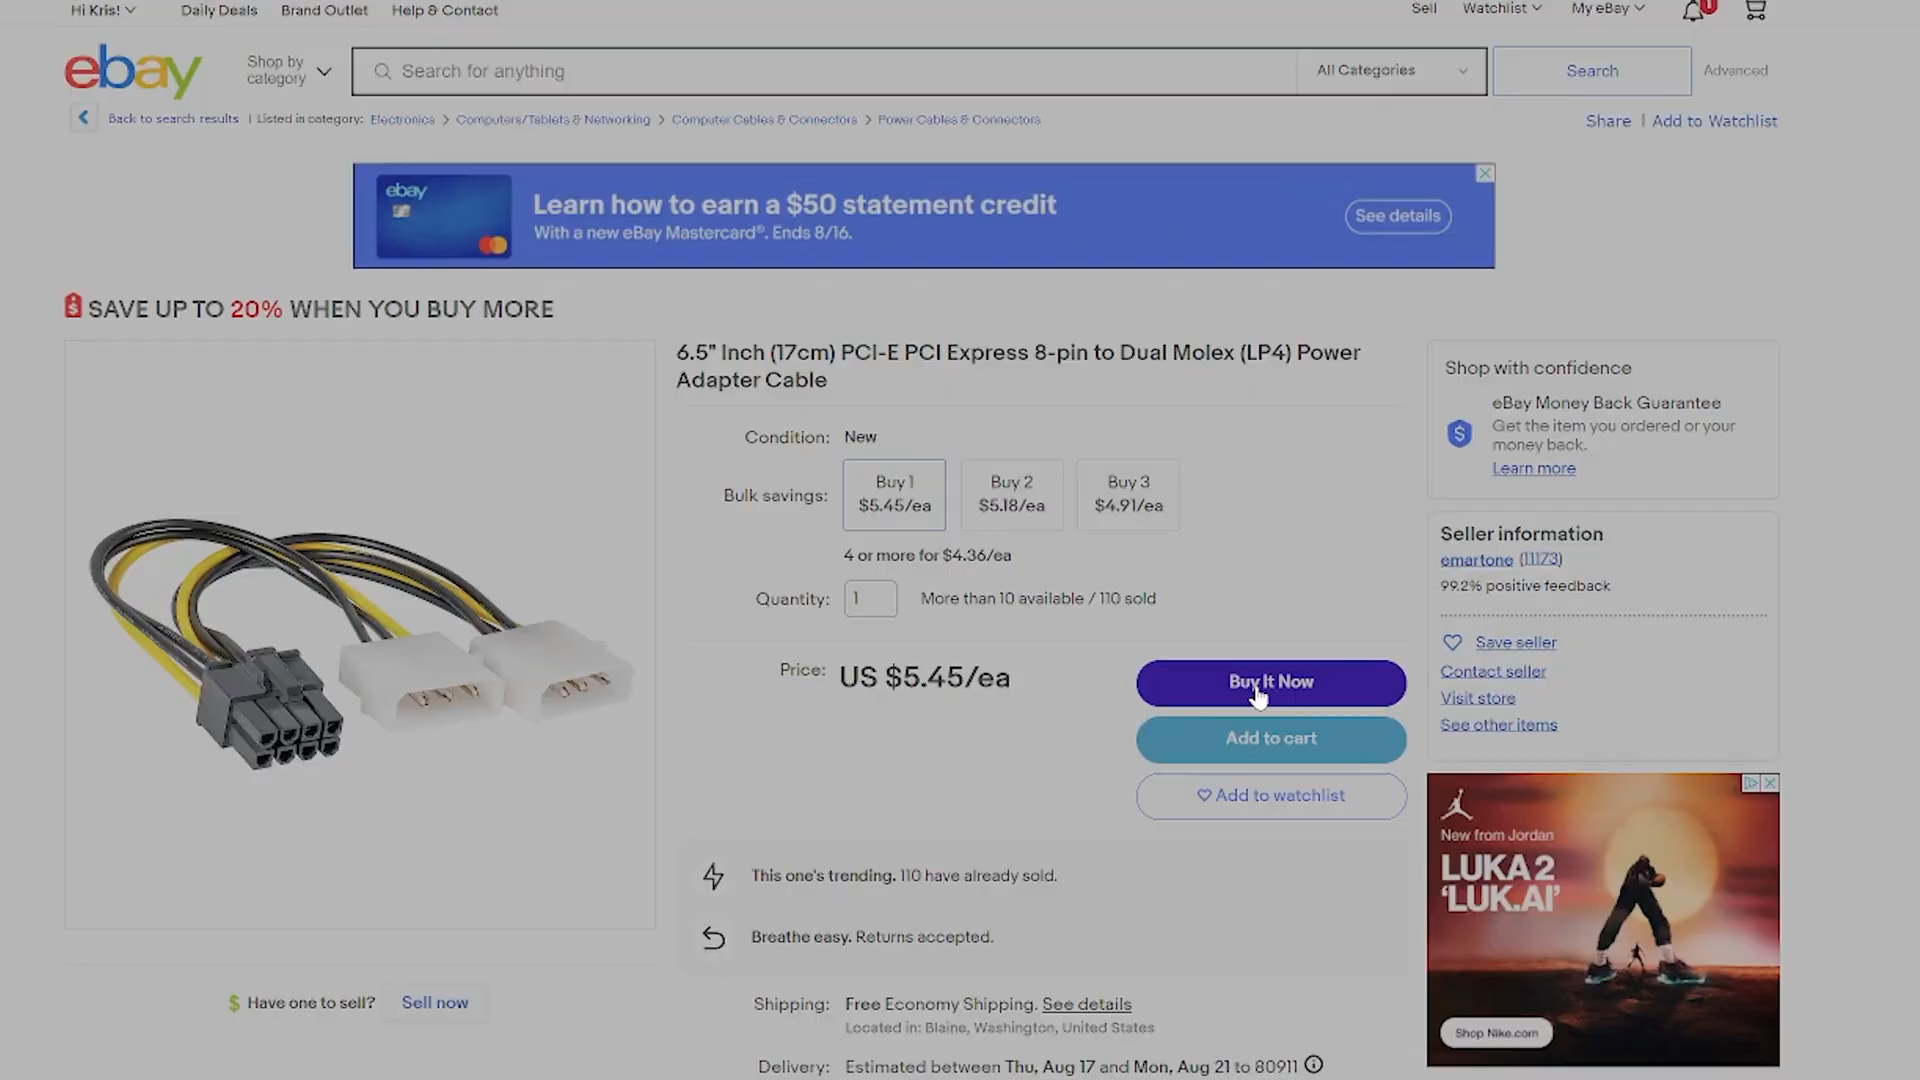 Hi Kris!
Daily Deals
Brand Outlet
Help & Contact
Sell
Watchlist
My eBay
ebay
Shop by
category
Search for anything
All Categories
Search
Advanced
Back to search results | Listed in category: Electronics > Computers/Tablets & Networking > Computer Cables & Connectors > Power Cables & Connectors
Share | Add to Watchlist
ebay
Learn how to earn a $50 statement credit
With a new eBay Mastercard®. Ends 8/16.
See details
SAVE UP TO 20% WHEN YOU BUY MORE
6.5" Inch (17cm) PCI-E PCI Express 8-pin to Dual Molex (LP4) Power
Adapter Cable
Condition: New
Bulk savings:
Buy 1
$5.45/ea
Buy 2
$5.18/ea
Buy 3
$4.91/ea
4 or more for $4.36/ea
Quantity: 1 More than 10 available / 110 sold
Price: US $5.45/ea
Buy It Now
Add to cart
Add to watchlist
This one's trending. 110 have already sold.
Breathe easy. Returns accepted.
Shipping: Free Economy Shipping. See details
Located in: Blaine, Washington, United States
Delivery: Estimated between Thu, Aug 17 and Mon, Aug 21 to 80911
$ Have one to sell? Sell now
Shop with confidence
eBay Money Back Guarantee
Get the item you ordered or your
money back.
Learn more
Seller information
emartone (11173)
99.2% positive feedback
Save seller
Contact seller
Visit store
See other items
New from Jordan
LUKA 2
'LUK.AI'
Shop Nike.com